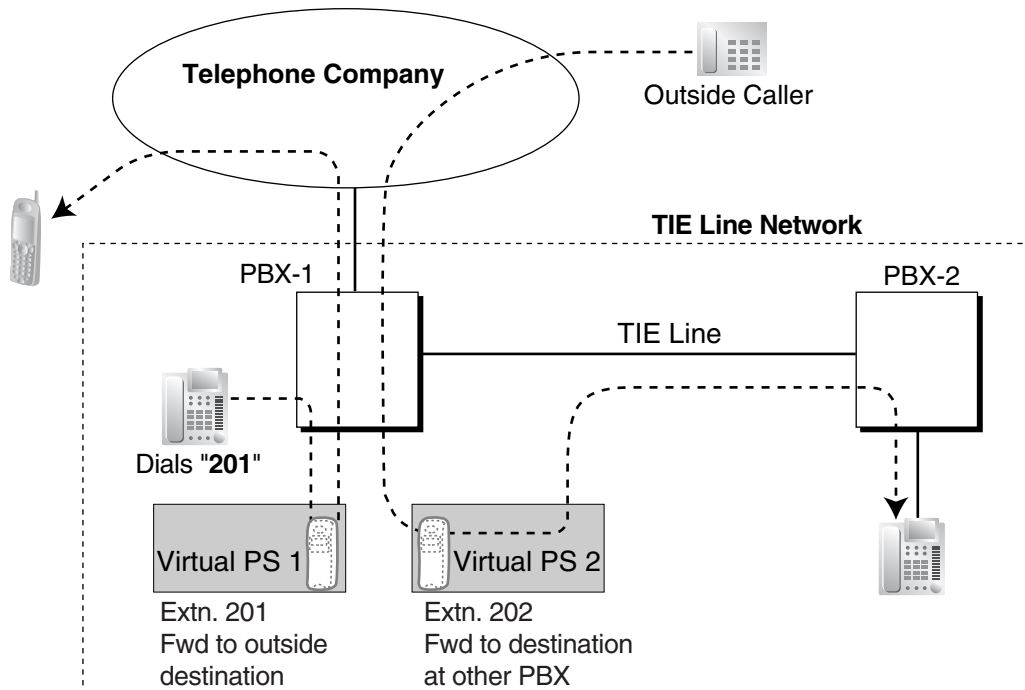 Telephone Company
Outside Caller
TIE Line Network
PBX-1
PBX-2
TIE Line
Dials "201"
Virtual PS 1
Virtual PS 2
Extn. 201
Fwd to outside
destination
Extn. 202
Fwd to destination
at other PBX